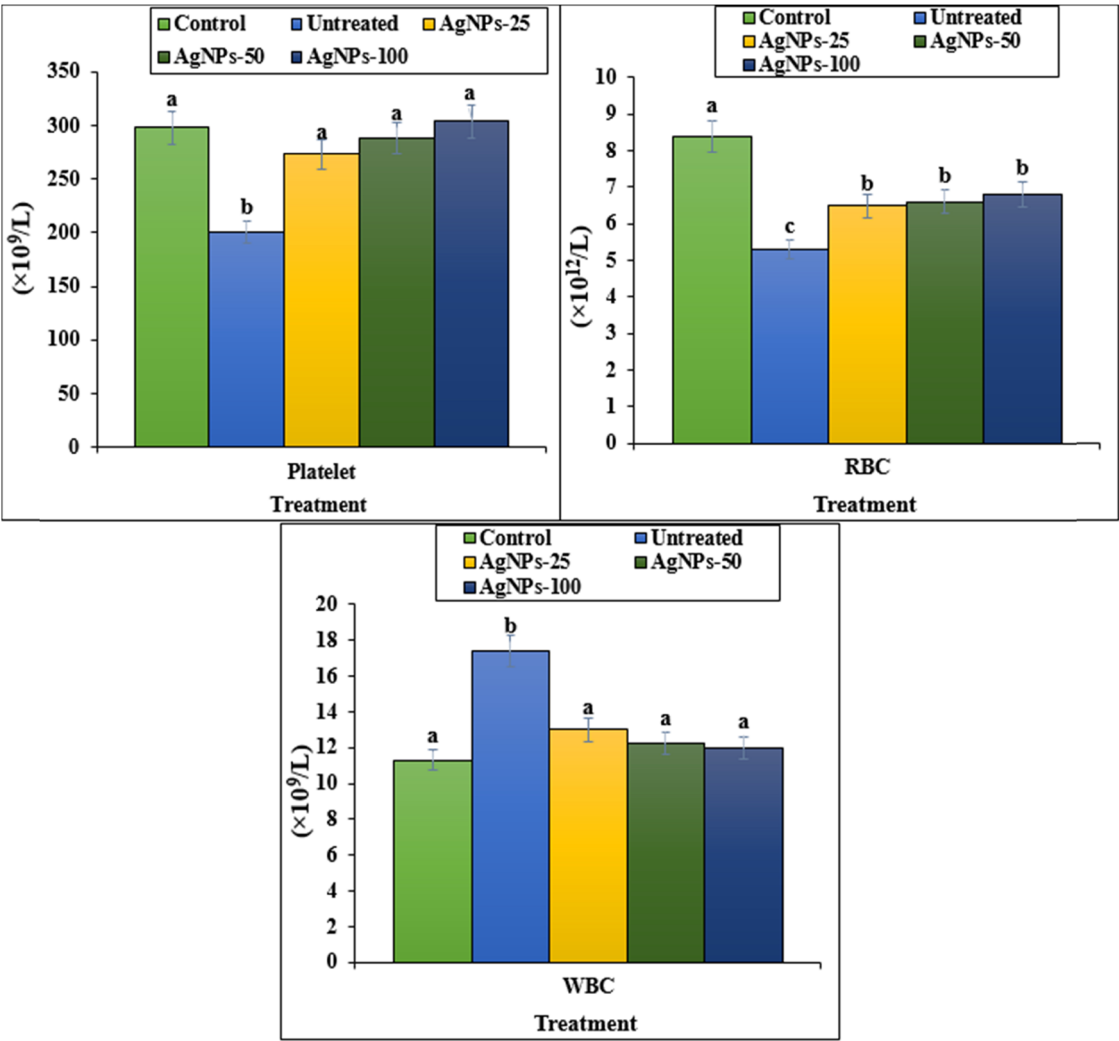 Control Untreated AgNPs-25
AgNPs-50 AgNPs-100
350
300
250
200
150
100
50
0
(×10⁹/L)
a
b
a
a
a
Platelet
Treatment
Control Untreated
AgNPs-25 AgNPs-50
AgNPs-100
10
9
8
7
6
5
4
3
2
1
0
(×10¹²/L)
a
c
b
b
b
RBC
Treatment
Control Untreated
AgNPs-25 AgNPs-50
AgNPs-100
20
18
16
14
12
10
8
6
4
2
0
(×10⁹/L)
a
b
a
a
a
WBC
Treatment